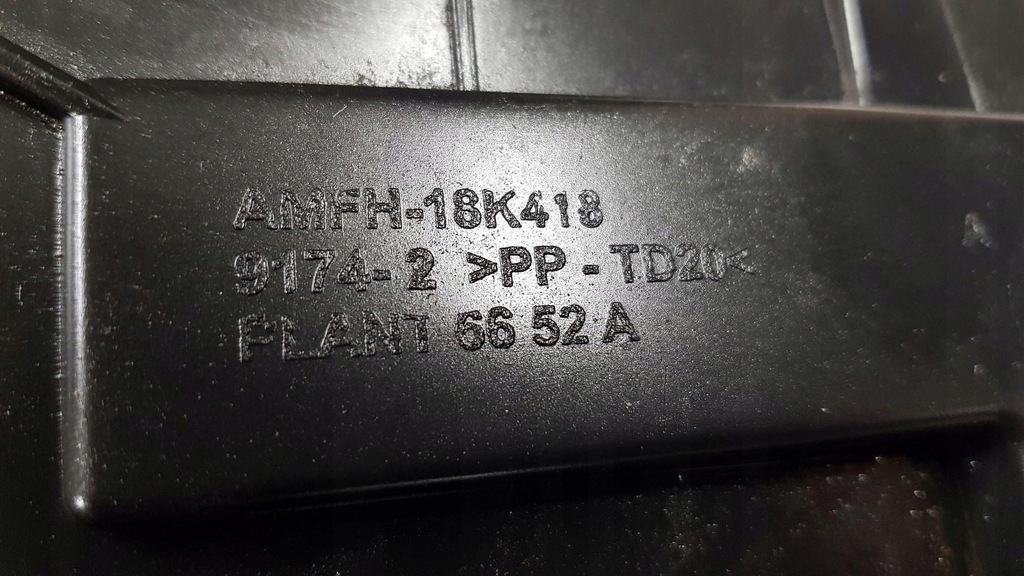 AMFH-18K418
9174-2 >PP-TD20<
PLANT 66 52 A